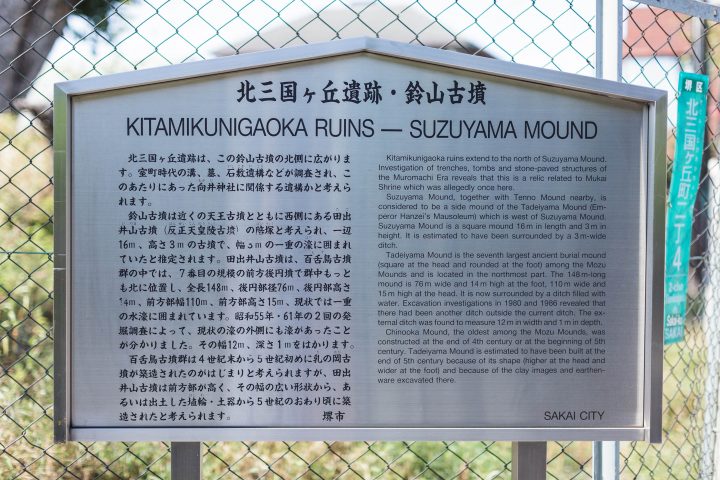 北三国ヶ丘遺跡・鈴山古墳
KITAMIKUNIGAOKA RUINS — SUZUYAMA MOUND
北三国ヶ丘遺跡は、この鈴山古墳の北側に広がりま
す。室町時代の溝、墓、石敷遺構などが調査され、こ
のあたりにあった向井神社に関係する遺構かと考えら
れます。
鈴山古墳は近くの天王古墳とともに西側にある田出
井山古墳（反正天皇陵古墳）の陪塚と考えられ、一辺
16m、高さ3mの古墳で、幅3mの一重の濠に囲まれ
ていたと推定されます。田出井山古墳は、百舌鳥古墳
群の中では、7番目の規模の前方後円墳で群中もっと
も北に位置し、全長148m、後円部径76m、後円部高さ
14m、前方部幅110m、前方部高さ15m、現状では一重
の水濠に囲まれています。昭和55年・61年の2回の発
掘調査によって、現状の濠の外側にも濠があったこと
が分かりました。その幅12m、深さ1mをはかります。
百舌鳥古墳群は4世紀末から5世紀初めに乳の岡古
墳が築造されたのがはじまりと考えられますが、田出
井山古墳は前方部が高く、その幅の広い形状から、あ
るいは出土した埴輪・土器から5世紀のおわり頃に築
造されたと考えられます。
堺市
Kitamikunigaoka ruins extend to the north of Suzuyama Mound.
Investigation of trenches, tombs and stone-paved structures of
the Muromachi Era reveals that this is a relic related to Mukai
Shrine which was allegedly once here.
Suzuyama Mound, together with Tenno Mound nearby, is
considered to be a side mound of the Tadeiyama Mound (Em-
peror Hanzei's Mausoleum) which is west of Suzuyama Mound.
Suzuyama Mound is a square mound 16m in length and 3m in
height. It is estimated to have been surrounded by a 3m-wide
ditch.
Tadeiyama Mound is the seventh largest ancient burial mound
(square at the head and rounded at the foot) among the Mozu
Mounds and is located in the northmost part. The 148m-long
mound is 76m wide and 14m high at the foot, 110m wide and
15m high at the head. It is now surrounded by a ditch filled with
water. Excavation investigations in 1980 and 1986 revealed that
there had been another ditch outside the current ditch. The ex-
ternal ditch was found to measure 12m in width and 1m in depth.
Chinooka Mound, the oldest among the Mozu Mounds, was
constructed at the end of 4th century or at the beginning of 5th
century. Tadeiyama Mound is estimated to have been built at the
end of 5th century because of its shape (higher at the head and
wider at the foot) and because of the clay images and earthen-
ware excavated there.
SAKAI CITY
堺区
北三国ヶ丘町二丁
4